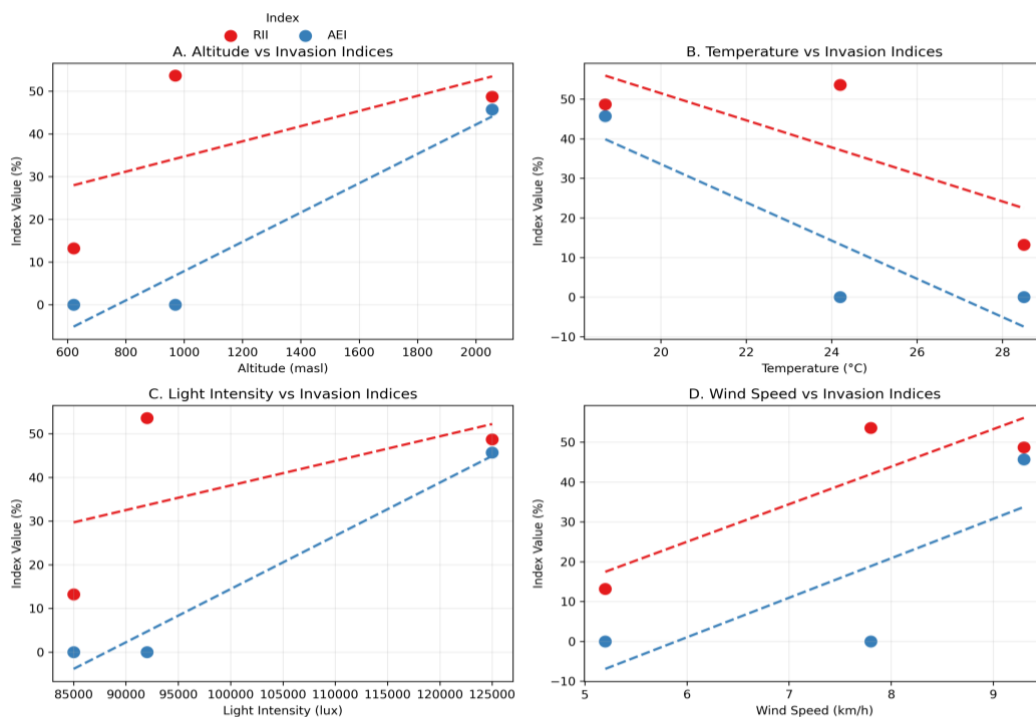 Index
RII AEI
A. Altitude vs Invasion Indices
Index Value (%)
50
40
30
20
10
0
600 800 1000 1200 1400 1600 1800 2000
Altitude (masl)
B. Temperature vs Invasion Indices
Index Value (%)
50
40
30
20
10
0
−10
20 22 24 26 28
Temperature (°C)
C. Light Intensity vs Invasion Indices
Index Value (%)
50
40
30
20
10
0
85000 90000 95000 100000 105000 110000 115000 120000 125000
Light Intensity (lux)
D. Wind Speed vs Invasion Indices
Index Value (%)
50
40
30
20
10
0
−10
5 6 7 8 9
Wind Speed (km/h)